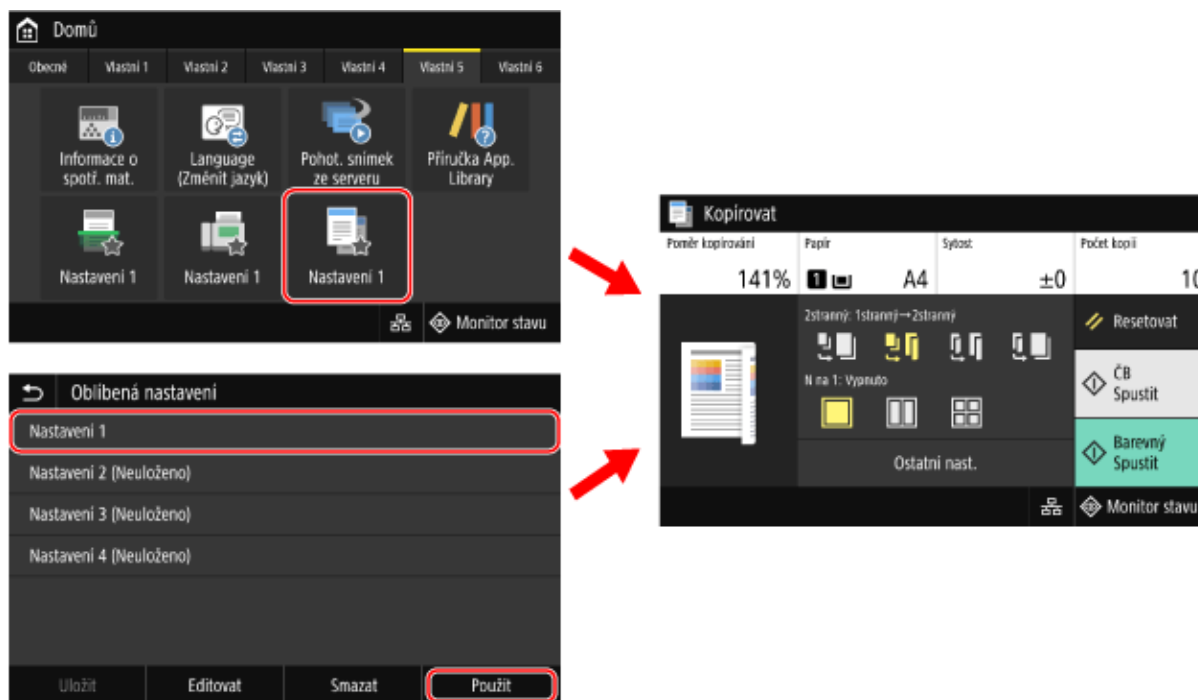 Domů
Obecné Vlastní 1 Vlastní 2 Vlastní 3 Vlastní 4 Vlastní 5 Vlastní 6
Informace o
spotř. mat.
Language
(Změnit jazyk)
Pohot. snímek
ze serveru
Příručka App.
Library
Nastavení 1
Nastavení 1
Nastavení 1
Monitor stavu
Oblíbená nastavení
Nastavení 1
Nastavení 2 (Neuloženo)
Nastavení 3 (Neuloženo)
Nastavení 4 (Neuloženo)
Uložit Editovat Smazat Použít
Kopírovat
Poměr kopírování Papír Sytost Počet kopií
141% 1 A4 ±0 10
2stranný: 1stranný→2stranný
N na 1: Vypnuto
Ostatní nast.
Resetovat
ČB
Spustit
Barevný
Spustit
Monitor stavu